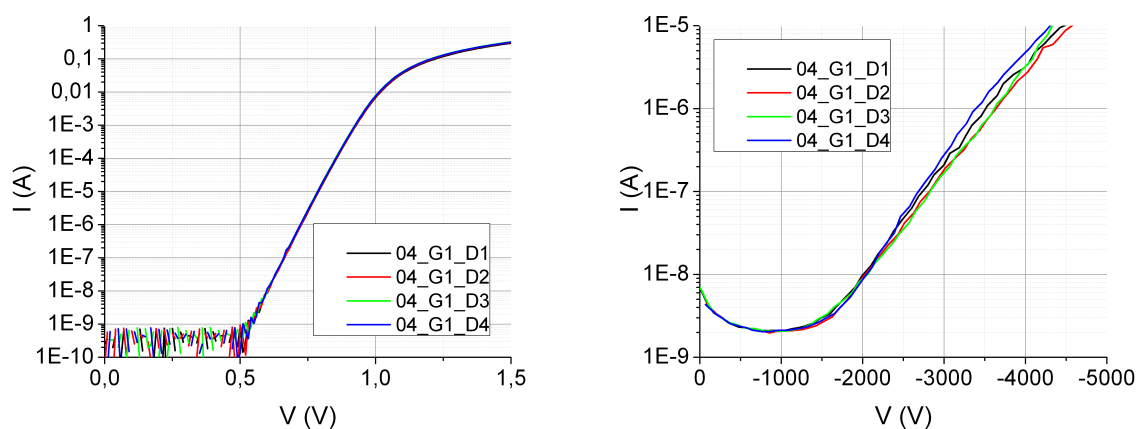 1
0,1
0,01
1E-3
1E-4
1E-5
1E-6
1E-7
1E-8
1E-9
1E-10
I (A)
04_G1_D1
04_G1_D2
04_G1_D3
04_G1_D4
0,0 0,5 1,0 1,5
V (V)
1E-5
1E-6
1E-7
1E-8
1E-9
I (A)
04_G1_D1
04_G1_D2
04_G1_D3
04_G1_D4
0 -1000 -2000 -3000 -4000 -5000
V (V)